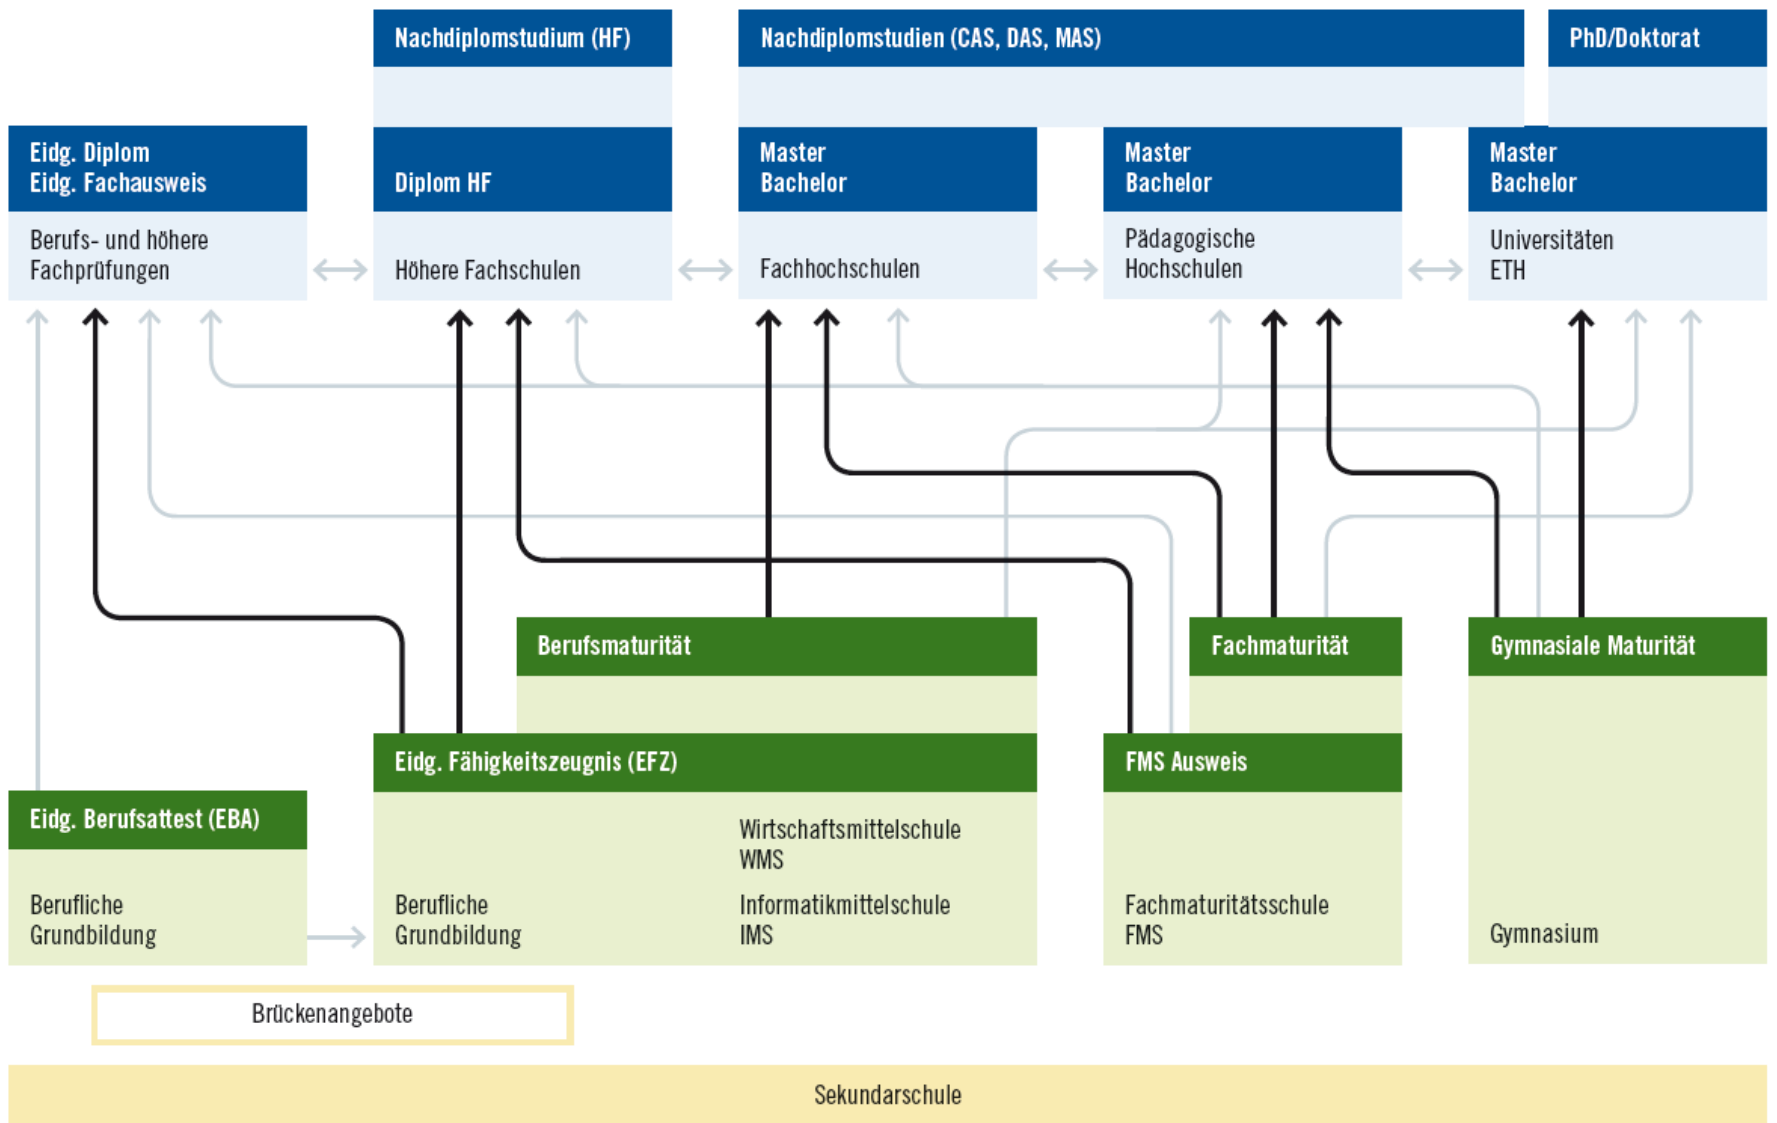 Nachdiplomstudium (HF)
Nachdiplomstudien (CAS, DAS, MAS)
PhD/Doktorat
Eidg. Diplom
Eidg. Fachausweis
Diplom HF
Master
Bachelor
Master
Bachelor
Master
Bachelor
Berufs- und höhere
Fachprüfungen
Höhere Fachschulen
Fachhochschulen
Pädagogische
Hochschulen
Universitäten
ETH
Berufsmaturität
Fachmaturität
Gymnasiale Maturität
Eidg. Fähigkeitszeugnis (EFZ)
FMS Ausweis
Eidg. Berufsattest (EBA)
Berufliche
Grundbildung
Berufliche
Grundbildung
Wirtschaftsmittelschule
WMS
Informatikmittelschule
IMS
Fachmaturitätsschule
FMS
Gymnasium
Brückenangebote
Sekundarschule